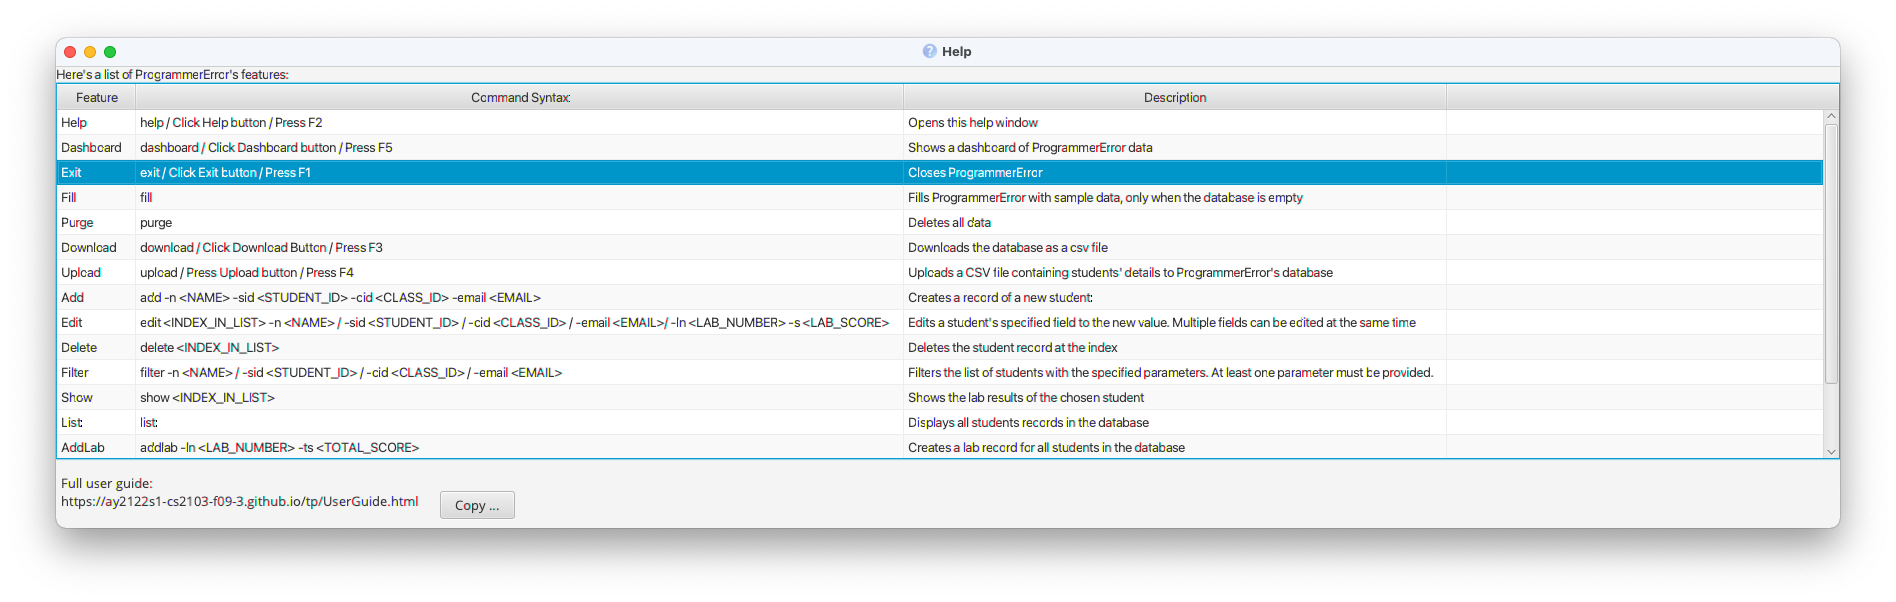 ? Help
Here's a list of ProgrammerError's features:
Feature Command Syntax: Description
Help help / Click Help button / Press F2 Opens this help window
Dashboard dashboard / Click Dashboard button / Press F5 Shows a dashboard of ProgrammerError data
Exit exit / Click Exit button / Press F1 Closes ProgrammerError
Fill fill Fills ProgrammerError with sample data, only when the database is empty
Purge purge Deletes all data
Download download / Click Download Button / Press F3 Downloads the database as a csv file
Upload upload / Press Upload button / Press F4 Uploads a CSV file containing students' details to ProgrammerError's database
Add add -n <NAME> -sid <STUDENT_ID> -cid <CLASS_ID> -email <EMAIL> Creates a record of a new student:
Edit edit <INDEX_IN_LIST> -n <NAME> / -sid <STUDENT_ID> / -cid <CLASS_ID> / -email <EMAIL>/ -ln <LAB_NUMBER> -s <LAB_SCORE> Edits a student's specified field to the new value. Multiple fields can be edited at the same time
Delete delete <INDEX_IN_LIST> Deletes the student record at the index
Filter filter -n <NAME> / -sid <STUDENT_ID> / -cid <CLASS_ID> / -email <EMAIL> Filters the list of students with the specified parameters. At least one parameter must be provided.
Show show <INDEX_IN_LIST> Shows the lab results of the chosen student
List: list: Displays all students records in the database
AddLab addlab -ln <LAB_NUMBER> -ts <TOTAL_SCORE> Creates a lab record for all students in the database
Full user guide:
https://ay2122s1-cs2103-f09-3.github.io/tp/UserGuide.html Copy ...